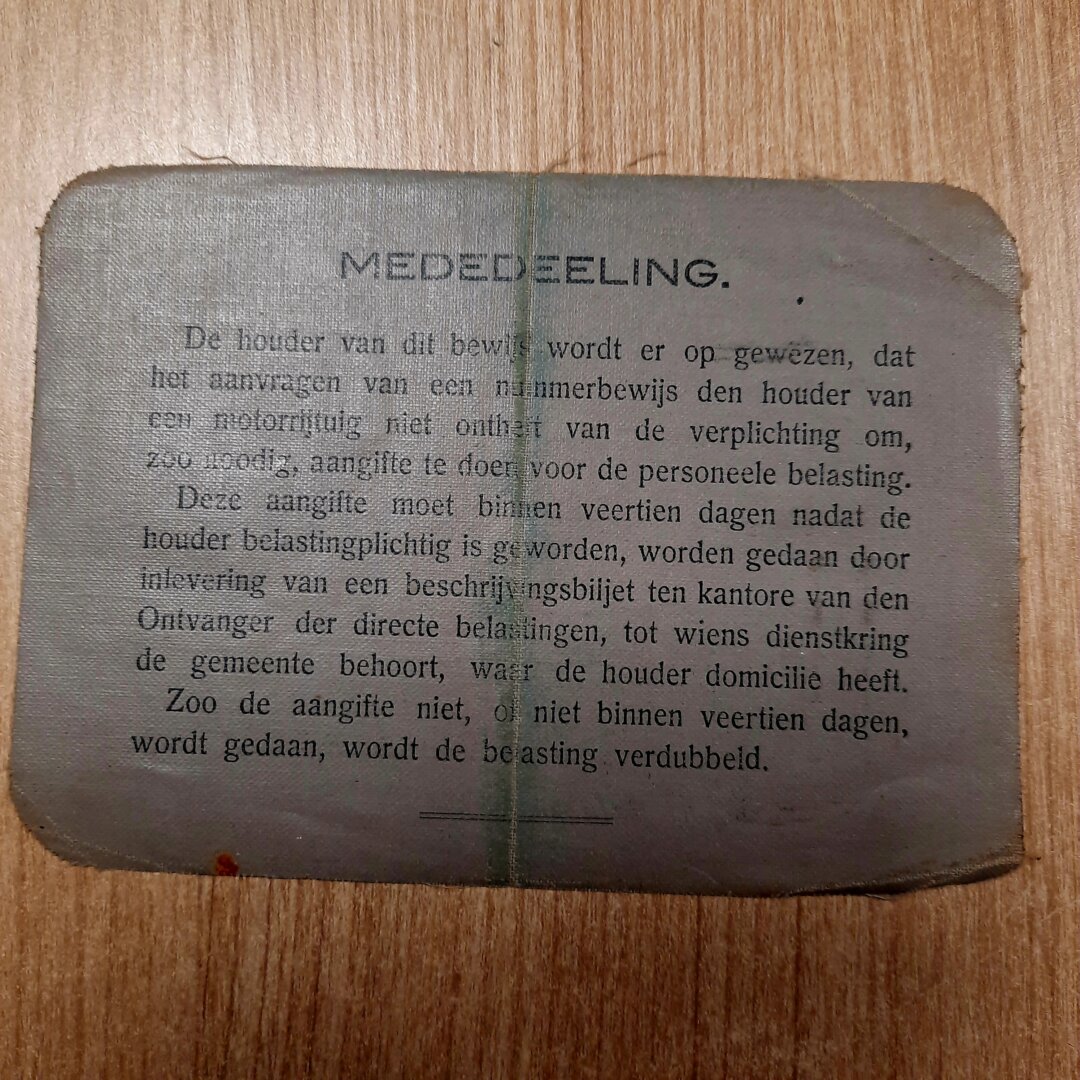 MEDEDEELING.
De houder van dit bewijs wordt er op gewezen, dat
het aanvragen van een nummerbewijs den houder van
een motorrijtuig niet ontheft van de verplichting om,
zoo noodig, aangifte te doen voor de personeele belasting.
Deze aangifte moet binnen veertien dagen nadat de
houder belastingplichtig is geworden, worden gedaan door
inlevering van een beschrijvingsbiljet ten kantore van den
Ontvanger der directe belastingen, tot wiens dienstkring
de gemeente behoort, waar de houder domicilie heeft.
Zoo de aangifte niet, of niet binnen veertien dagen,
wordt gedaan, wordt de belasting verdubbeld.